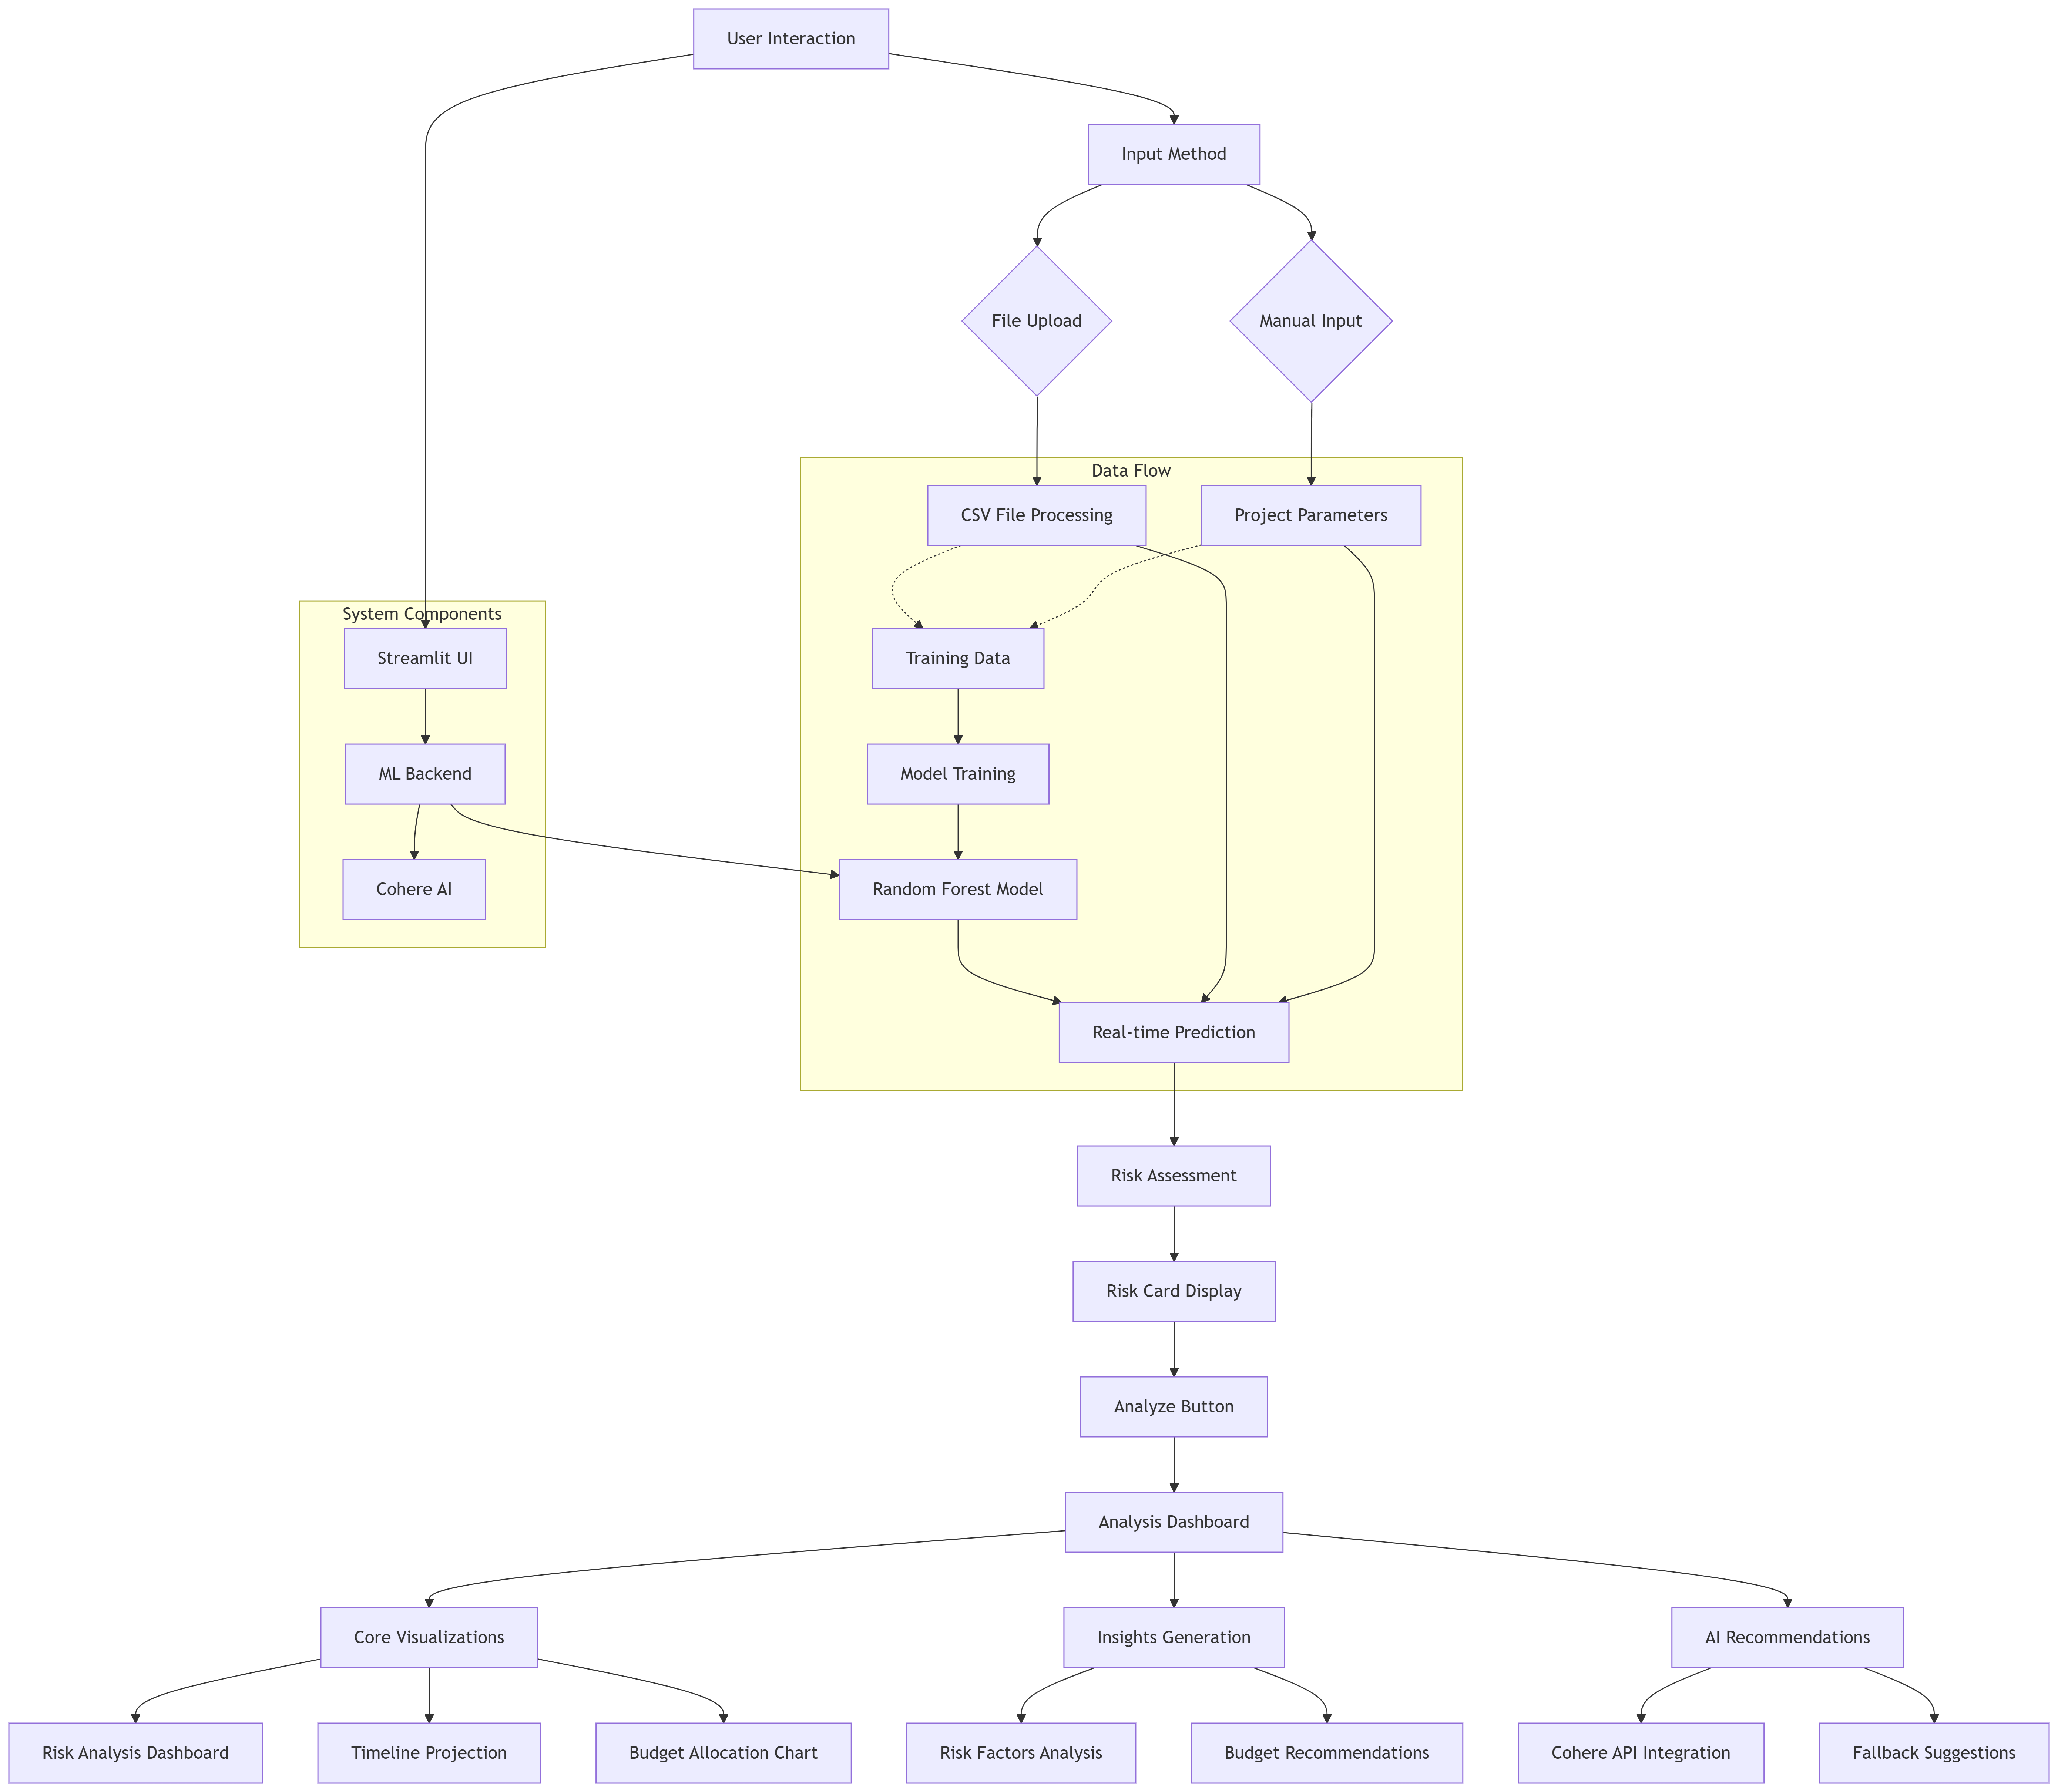 User Interaction
Input Method
File Upload
Manual Input
Data Flow
CSV File Processing
Project Parameters
System Components
Streamlit UI
Training Data
ML Backend
Model Training
Cohere AI
Random Forest Model
Real-time Prediction
Risk Assessment
Risk Card Display
Analyze Button
Analysis Dashboard
Core Visualizations
Insights Generation
AI Recommendations
Risk Analysis Dashboard
Timeline Projection
Budget Allocation Chart
Risk Factors Analysis
Budget Recommendations
Cohere API Integration
Fallback Suggestions